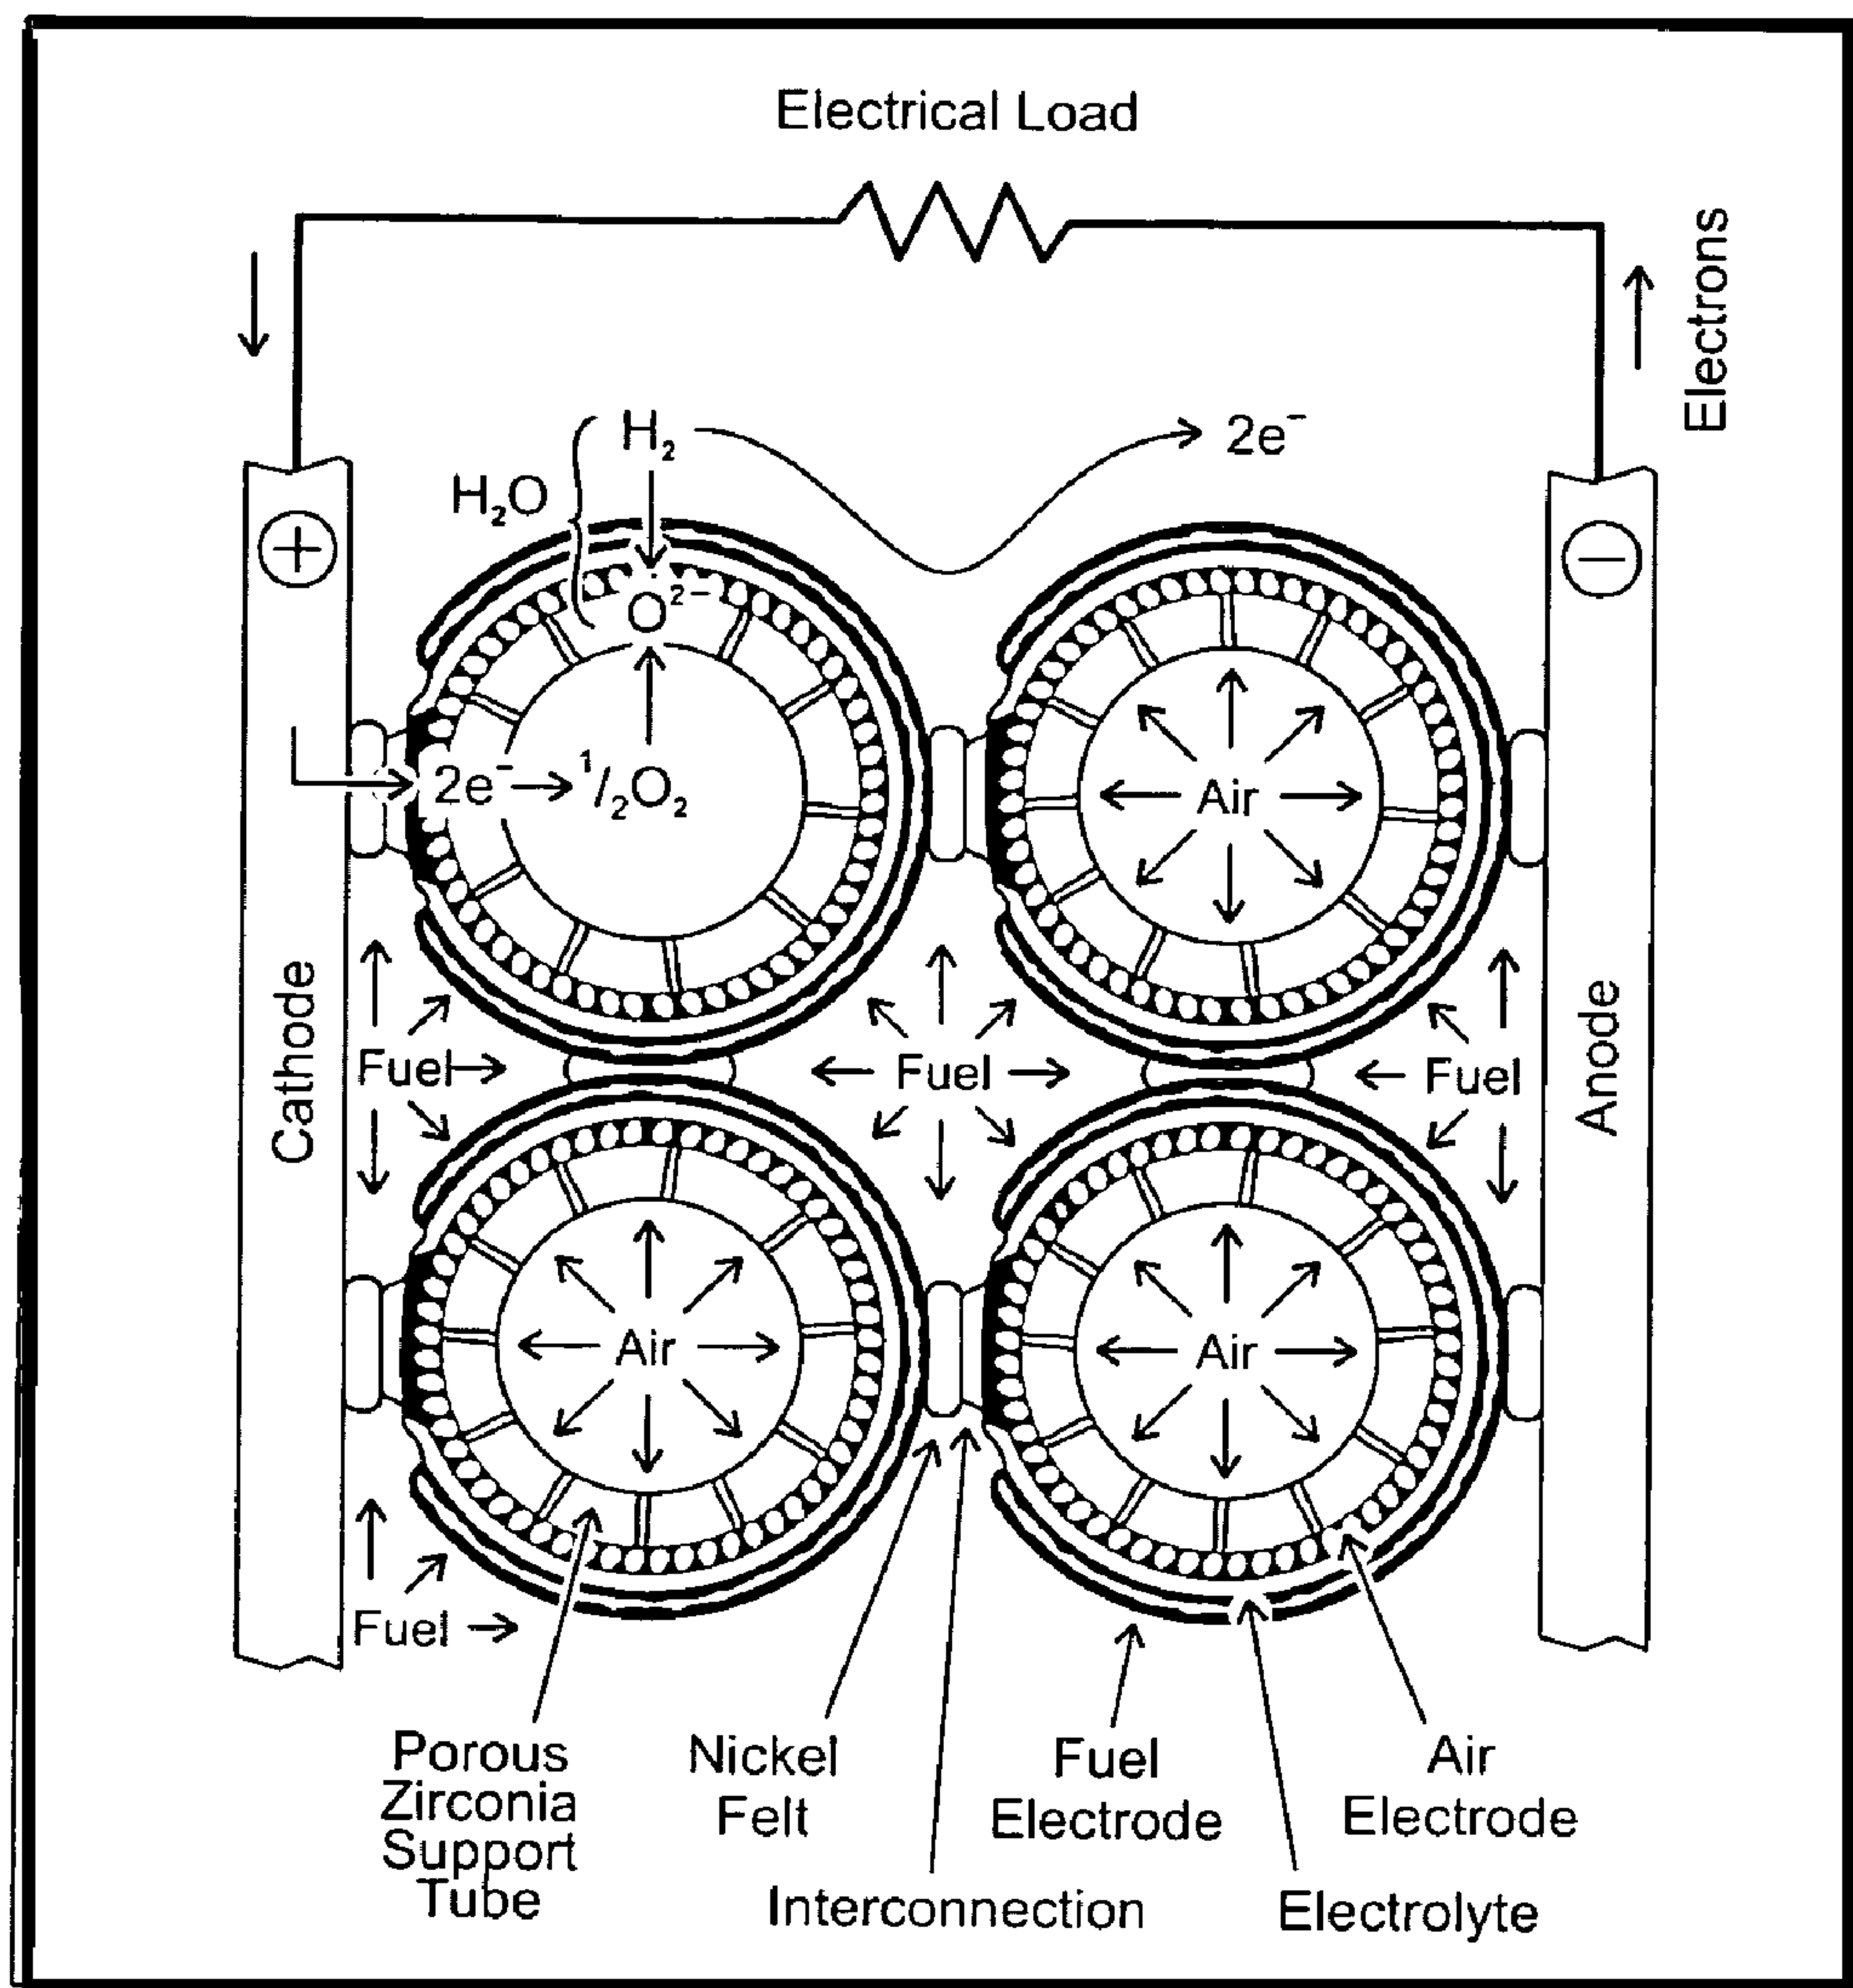 Electrical Load
Electrons
H₂
2e⁻
H₂O
+
−
O²⁻
2e⁻
¹/₂O₂
Air
Cathode
Anode
Fuel
Fuel
Fuel
Air
Air
Fuel
Porous
Zirconia
Support
Tube
Nickel
Felt
Fuel
Electrode
Air
Electrode
Interconnection
Electrolyte